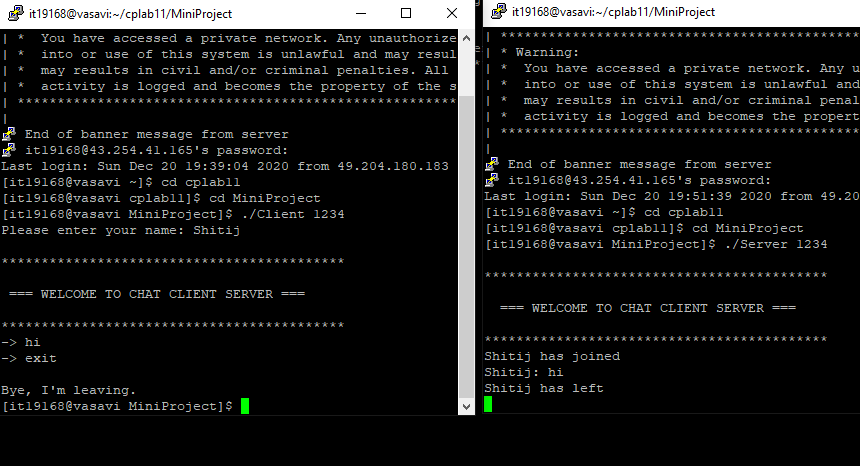 it19168@vasavi:~/cplab11/MiniProject
| *  You have accessed a private network. Any unauthorize
| *  into or use of this system is unlawful and may resul
| *  may results in civil and/or criminal penalties. All
| *  activity is logged and becomes the property of the s
| *******************************************************
|
End of banner message from server
it19168@43.254.41.165's password:
Last login: Sun Dec 20 19:39:04 2020 from 49.204.180.183
[it19168@vasavi ~]$ cd cplab11
[it19168@vasavi cplab11]$ cd MiniProject
[it19168@vasavi MiniProject]$ ./Client 1234
Please enter your name: Shitij
*******************************************
=== WELCOME TO CHAT CLIENT SERVER ===
*******************************************
-> hi
-> exit
Bye, I'm leaving.
[it19168@vasavi MiniProject]$
it19168@vasavi:~/cplab11/MiniProject
| *********************************************
| * Warning:
| *  You have accessed a private network. Any u
| *  into or use of this system is unlawful and
| *  may results in civil and/or criminal penal
| *  activity is logged and becomes the propert
| *********************************************
|
End of banner message from server
it19168@43.254.41.165's password:
Last login: Sun Dec 20 19:51:39 2020 from 49.20
[it19168@vasavi ~]$ cd cplab11
[it19168@vasavi cplab11]$ cd MiniProject
[it19168@vasavi MiniProject]$ ./Server 1234
*******************************************
=== WELCOME TO CHAT CLIENT SERVER ===
*******************************************
Shitij has joined
Shitij: hi
Shitij has left